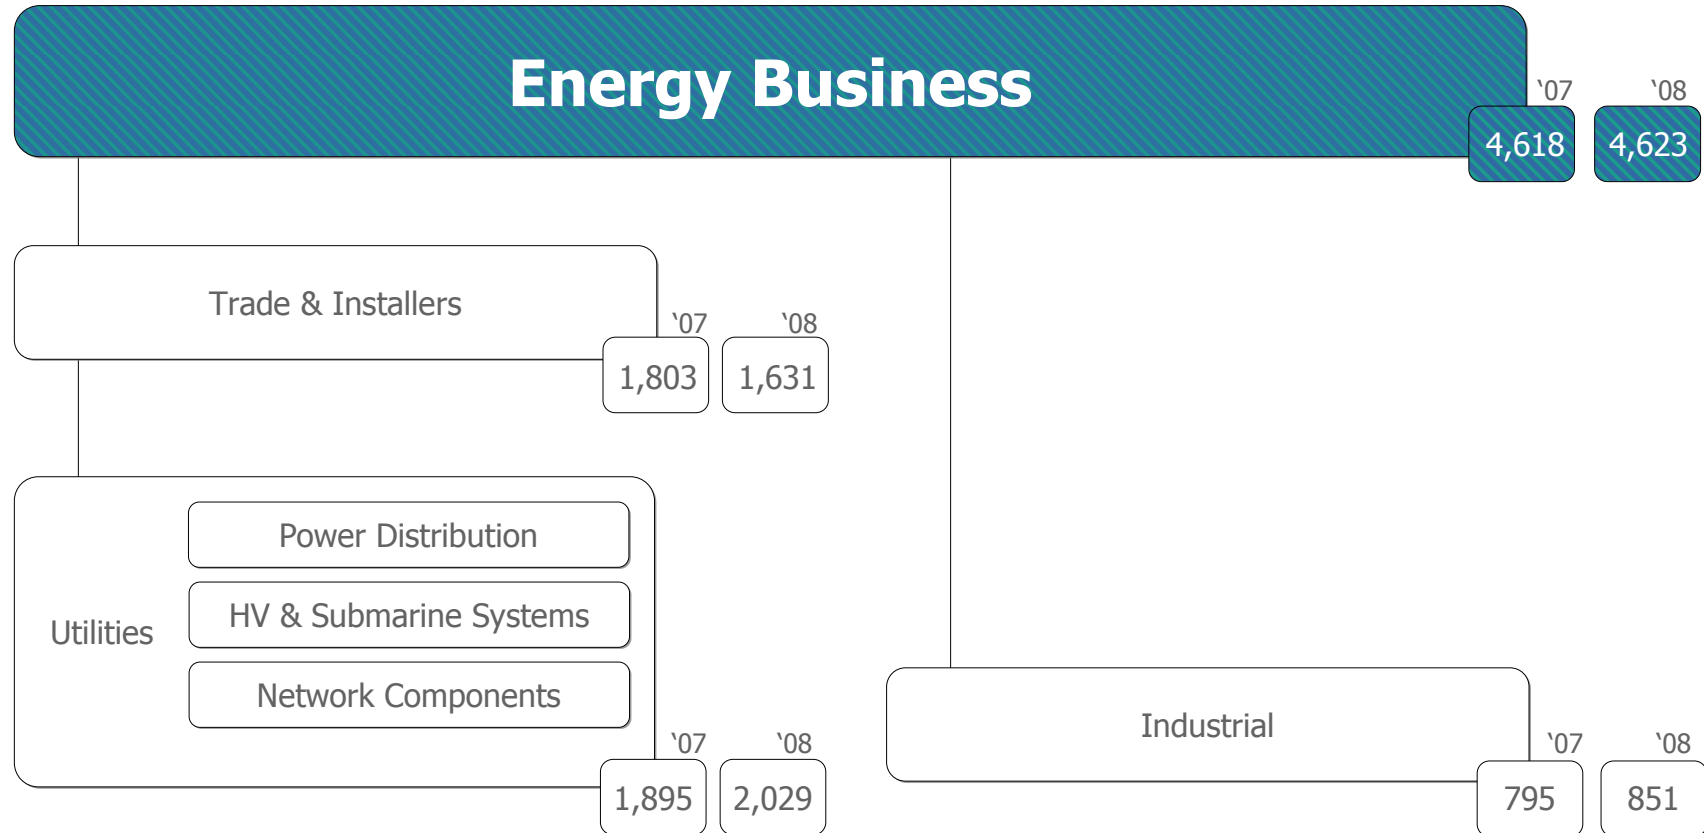 Energy Business
‘07 ‘08
4,618 4,623
Trade & Installers
‘07 ‘08
1,803 1,631
Utilities
Power Distribution
HV & Submarine Systems
Network Components
‘07 ‘08
1,895 2,029
Industrial
‘07 ‘08
795 851